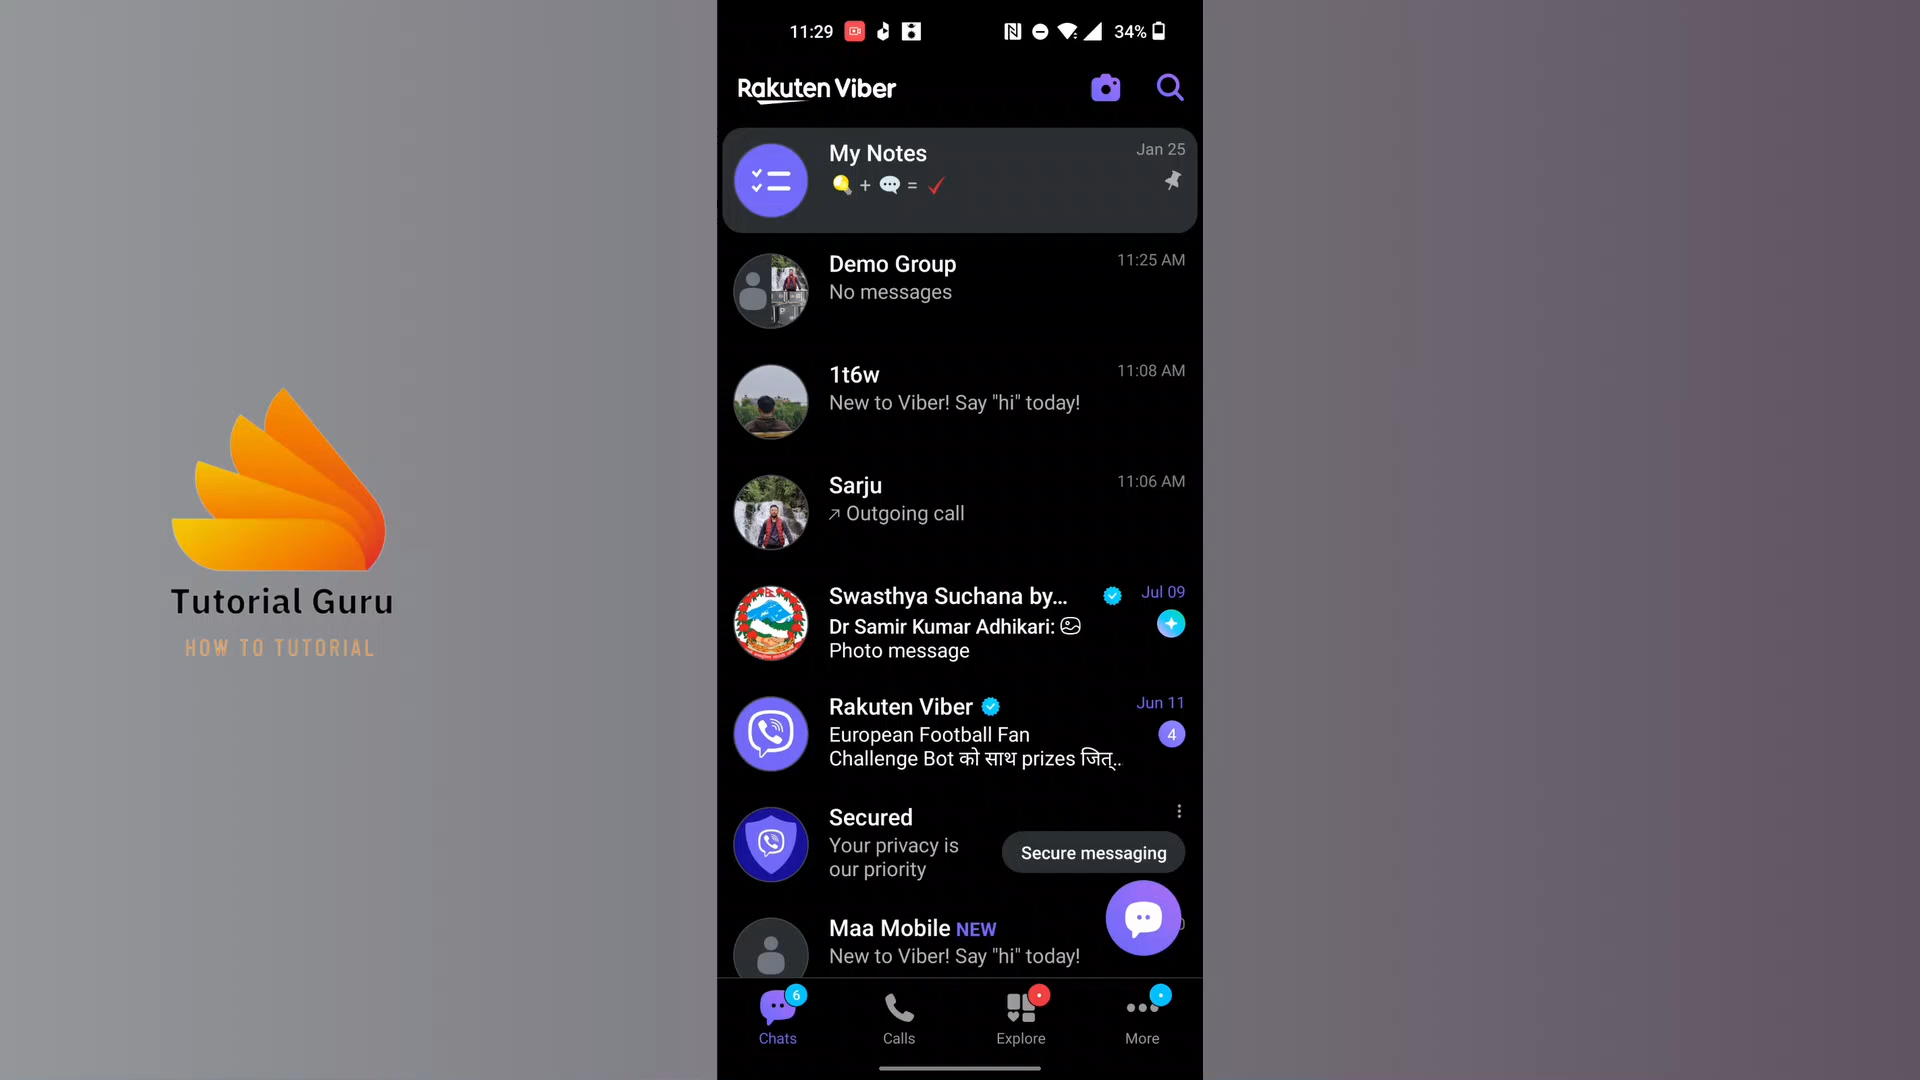 11:29
34%
Rakuten Viber
My Notes
Jan 25
+ = 
Demo Group
11:25 AM
No messages
1t6w
11:08 AM
New to Viber! Say "hi" today!
Sarju
11:06 AM
Outgoing call
Swasthya Suchana by...
Jul 09
Dr Samir Kumar Adhikari:
Photo message
Rakuten Viber
Jun 11
European Football Fan
4
Challenge Bot को साथ prizes जित्..
Secured
Your privacy is
our priority
Secure messaging
Maa Mobile NEW
New to Viber! Say "hi" today!
6
Chats
Calls
Explore
More
Tutorial Guru
HOW TO TUTORIAL